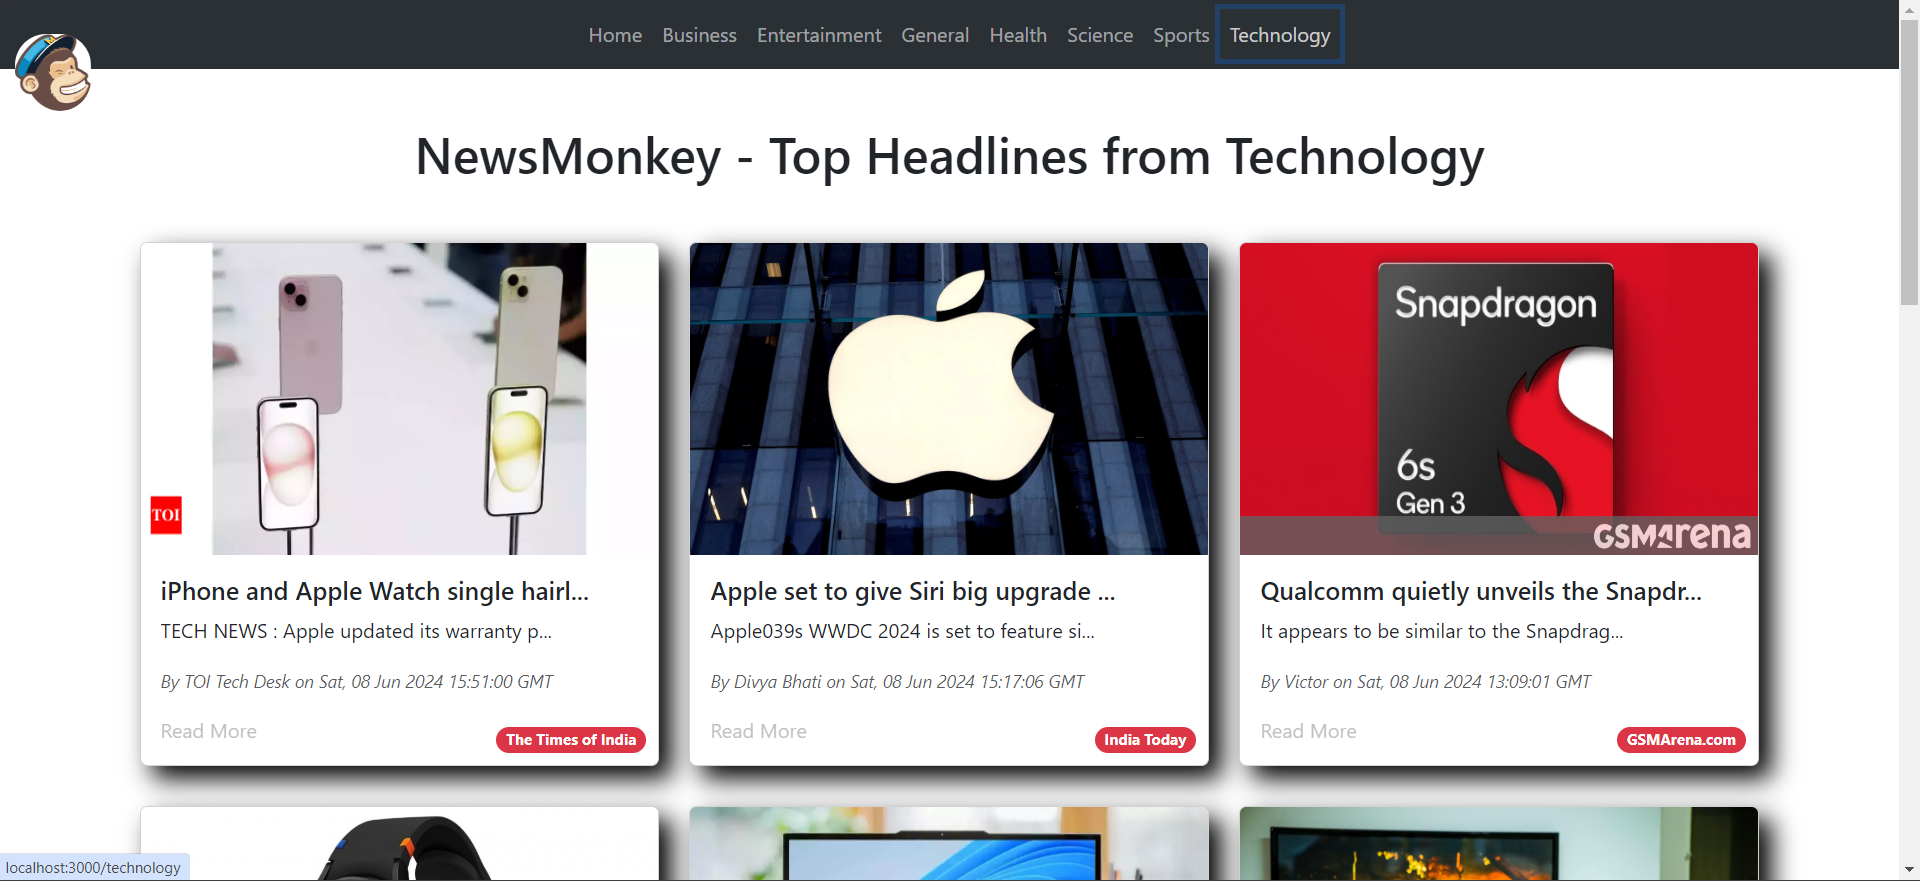 Home Business Entertainment General Health Science Sports Technology
NewsMonkey - Top Headlines from Technology
TOI
iPhone and Apple Watch single hairl...
TECH NEWS : Apple updated its warranty p...
By TOI Tech Desk on Sat, 08 Jun 2024 15:51:00 GMT
Read More
The Times of India
Apple set to give Siri big upgrade ...
Apple039s WWDC 2024 is set to feature si...
By Divya Bhati on Sat, 08 Jun 2024 15:17:06 GMT
Read More
India Today
Snapdragon
6s
Gen 3
GSMArena
Qualcomm quietly unveils the Snapdr...
It appears to be similar to the Snapdrag...
By Victor on Sat, 08 Jun 2024 13:09:01 GMT
Read More
GSMArena.com
localhost:3000/technology